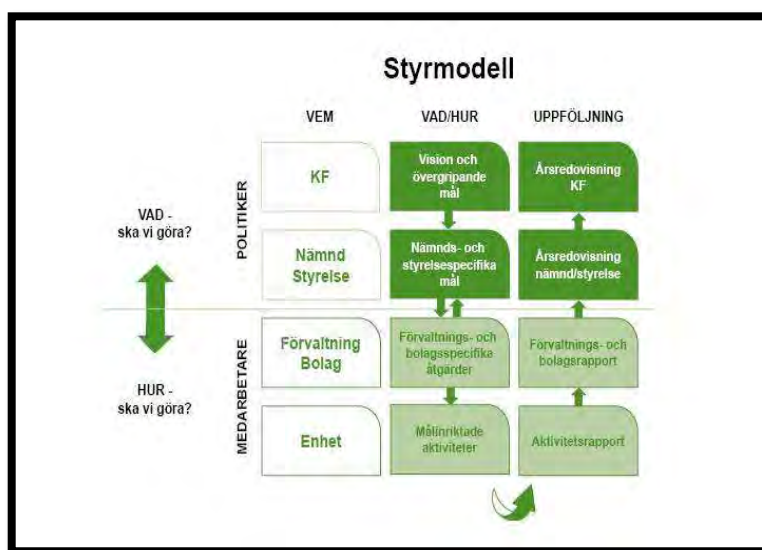 Styrmodell
VEM
VAD/HUR
UPPFÖLJNING
POLITIKER
KF
Vision och
övergripande
mål
Årsredovisning
KF
VAD -
ska vi göra?
Nämnd
Styrelse
Nämnds- och
styrelsespecifika
mål
Årsredovisning
nämnd/styrelse
MEDARBETARE
Förvaltning
Bolag
Förvaltnings- och
bolagsspecifika
åtgärder
Förvaltnings- och
bolagsrapport
HUR -
ska vi göra?
Enhet
Målinriktade
aktiviteter
Aktivitetsrapport